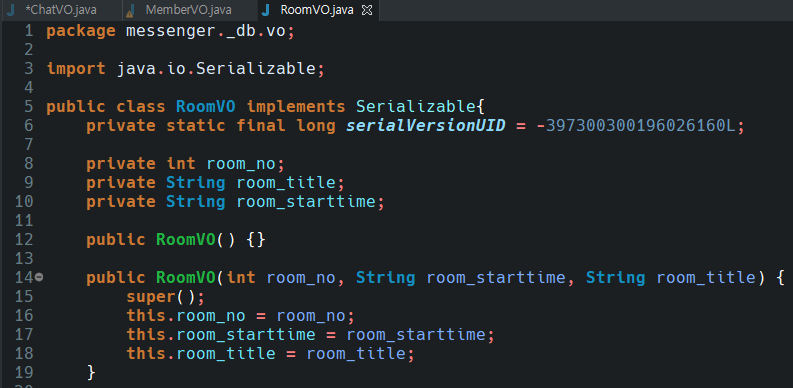 *ChatVO.java MemberVO.java RoomVO.java
1 package messenger._db.vo;
2
3 import java.io.Serializable;
4
5 public class RoomVO implements Serializable{
6 private static final long serialVersionUID = -3973003001960261​60L;
7
8 private int room_no;
9 private String room_title;
10 private String room_starttime;
11
12 public RoomVO() {}
13
14 public RoomVO(int room_no, String room_starttime, String room_title) {
15 super();
16 this.room_no = room_no;
17 this.room_starttime = room_starttime;
18 this.room_title = room_title;
19 }